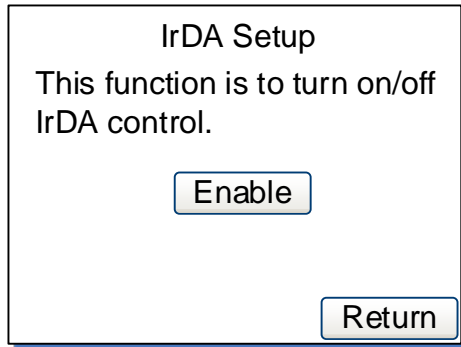 IrDA Setup
This function is to turn on/off
IrDA control.
Enable
Return